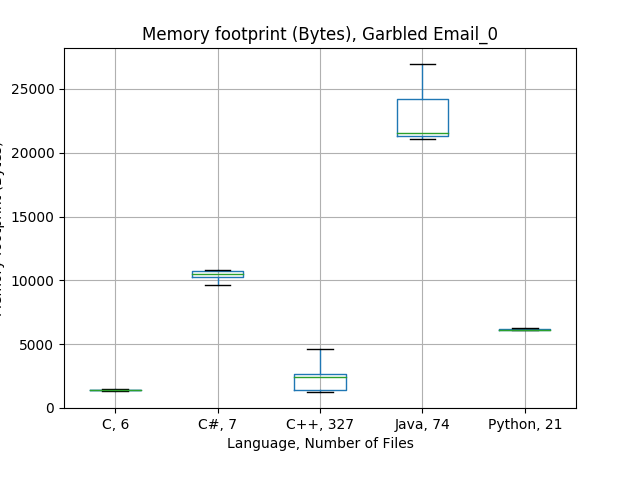 Memory footprint (Bytes), Garbled Email_0
25000
20000
15000
10000
5000
0
C, 6 C#, 7 C++, 327 Java, 74 Python, 21
Language, Number of Files